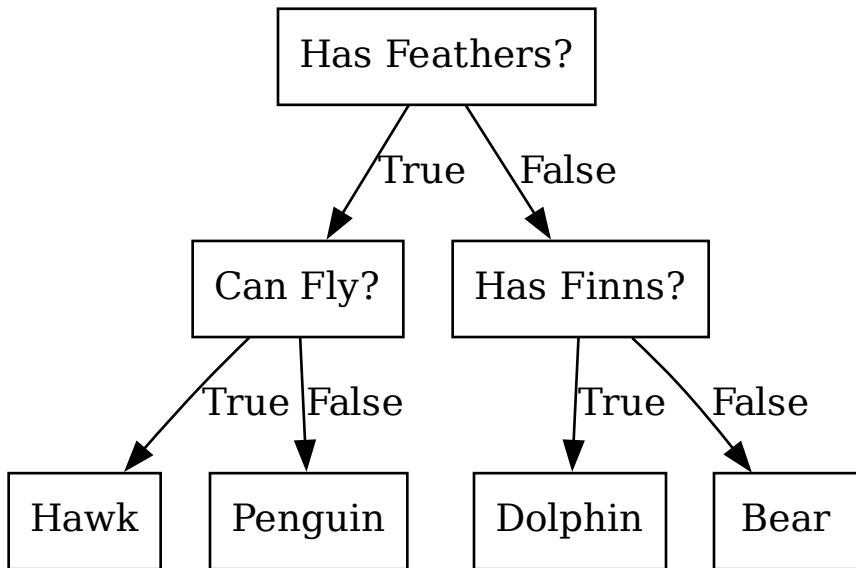 Has Feathers?
True
False
Can Fly?
Has Finns?
True
False
True
False
Hawk
Penguin
Dolphin
Bear